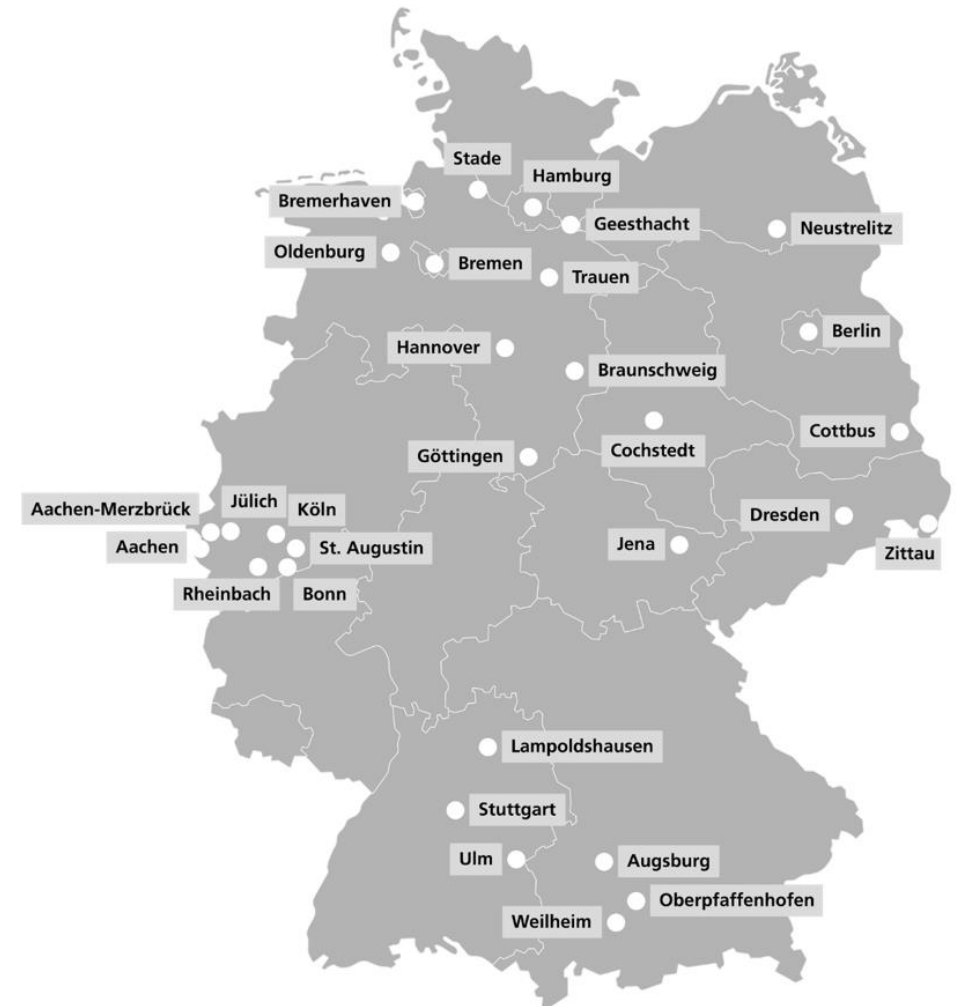 Stade
Hamburg
Bremerhaven
Geesthacht
Neustrelitz
Oldenburg
Bremen
Trauen
Berlin
Hannover
Braunschweig
Cottbus
Cochstedt
Göttingen
Jülich
Aachen-Merzbrück
Köln
Dresden
Jena
Aachen
St. Augustin
Zittau
Rheinbach
Bonn
Lampoldshausen
Stuttgart
Ulm
Augsburg
Oberpfaffenhofen
Weilheim